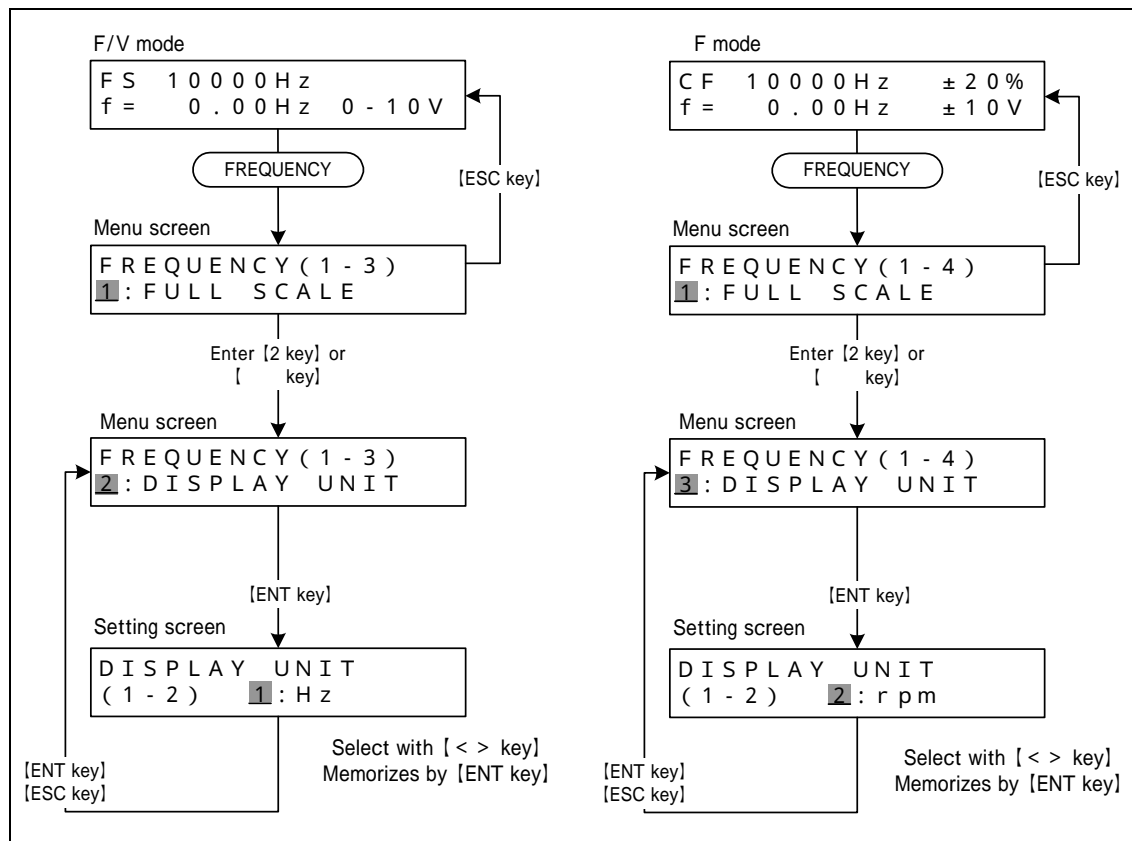 F/V mode
FS 10000Hz
f= 0.00Hz 0-10V
FREQUENCY
[ESC key]
Menu screen
FREQUENCY(1-3)
1:FULL SCALE
Enter [2 key] or
[ key]
Menu screen
FREQUENCY(1-3)
2:DISPLAY UNIT
[ENT key]
Setting screen
DISPLAY UNIT
(1-2) 1:Hz
Select with [< > key]
Memorizes by [ENT key]
[ENT key]
[ESC key]
F mode
CF 10000Hz ±20%
f= 0.00Hz ±10V
FREQUENCY
[ESC key]
Menu screen
FREQUENCY(1-4)
1:FULL SCALE
Enter [2 key] or
[ key]
Menu screen
FREQUENCY(1-4)
3:DISPLAY UNIT
[ENT key]
Setting screen
DISPLAY UNIT
(1-2) 2:rpm
Select with [< > key]
Memorizes by [ENT key]
[ENT key]
[ESC key]